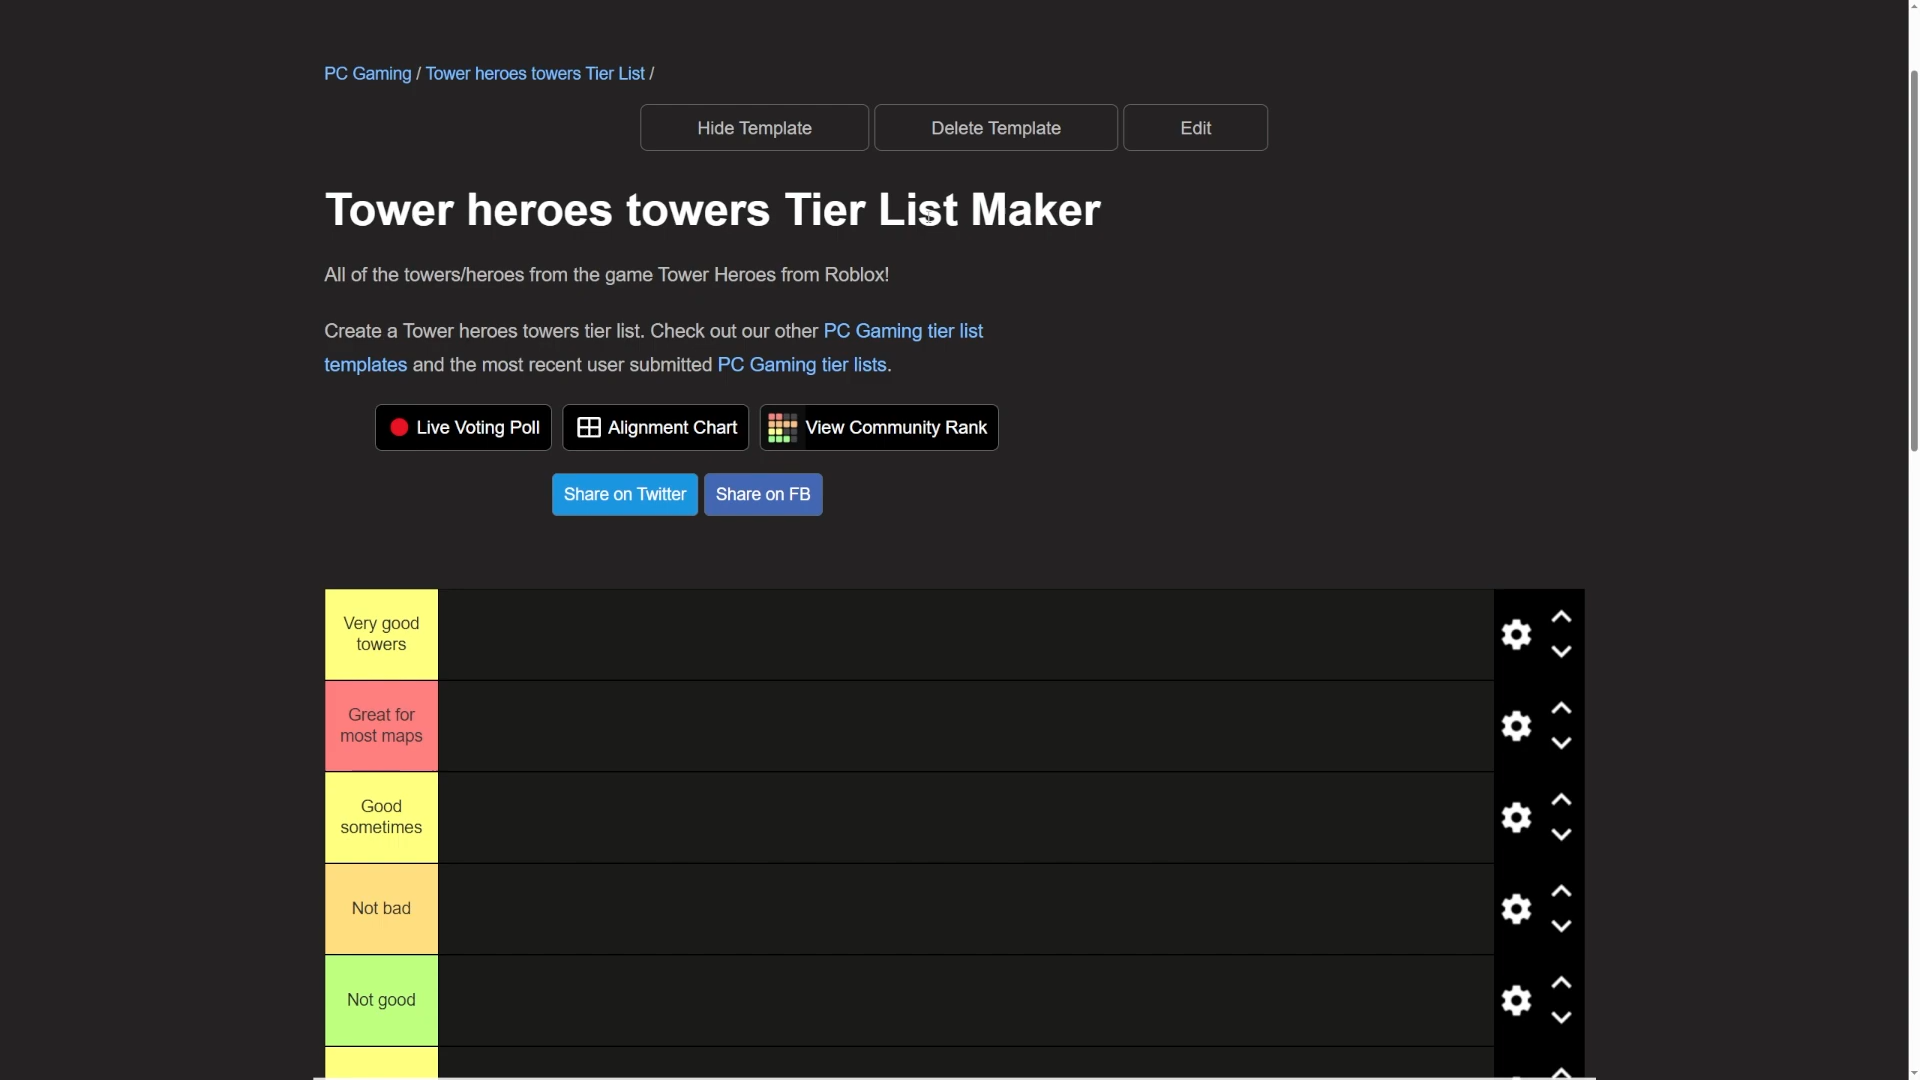 PC Gaming / Tower heroes towers Tier List /
Hide Template
Delete Template
Edit
Tower heroes towers Tier List Maker
All of the towers/heroes from the game Tower Heroes from Roblox!
Create a Tower heroes towers tier list. Check out our other PC Gaming tier list
templates and the most recent user submitted PC Gaming tier lists.
Live Voting Poll
Alignment Chart
View Community Rank
Share on Twitter
Share on FB
Very good
towers
Great for
most maps
Good
sometimes
Not bad
Not good